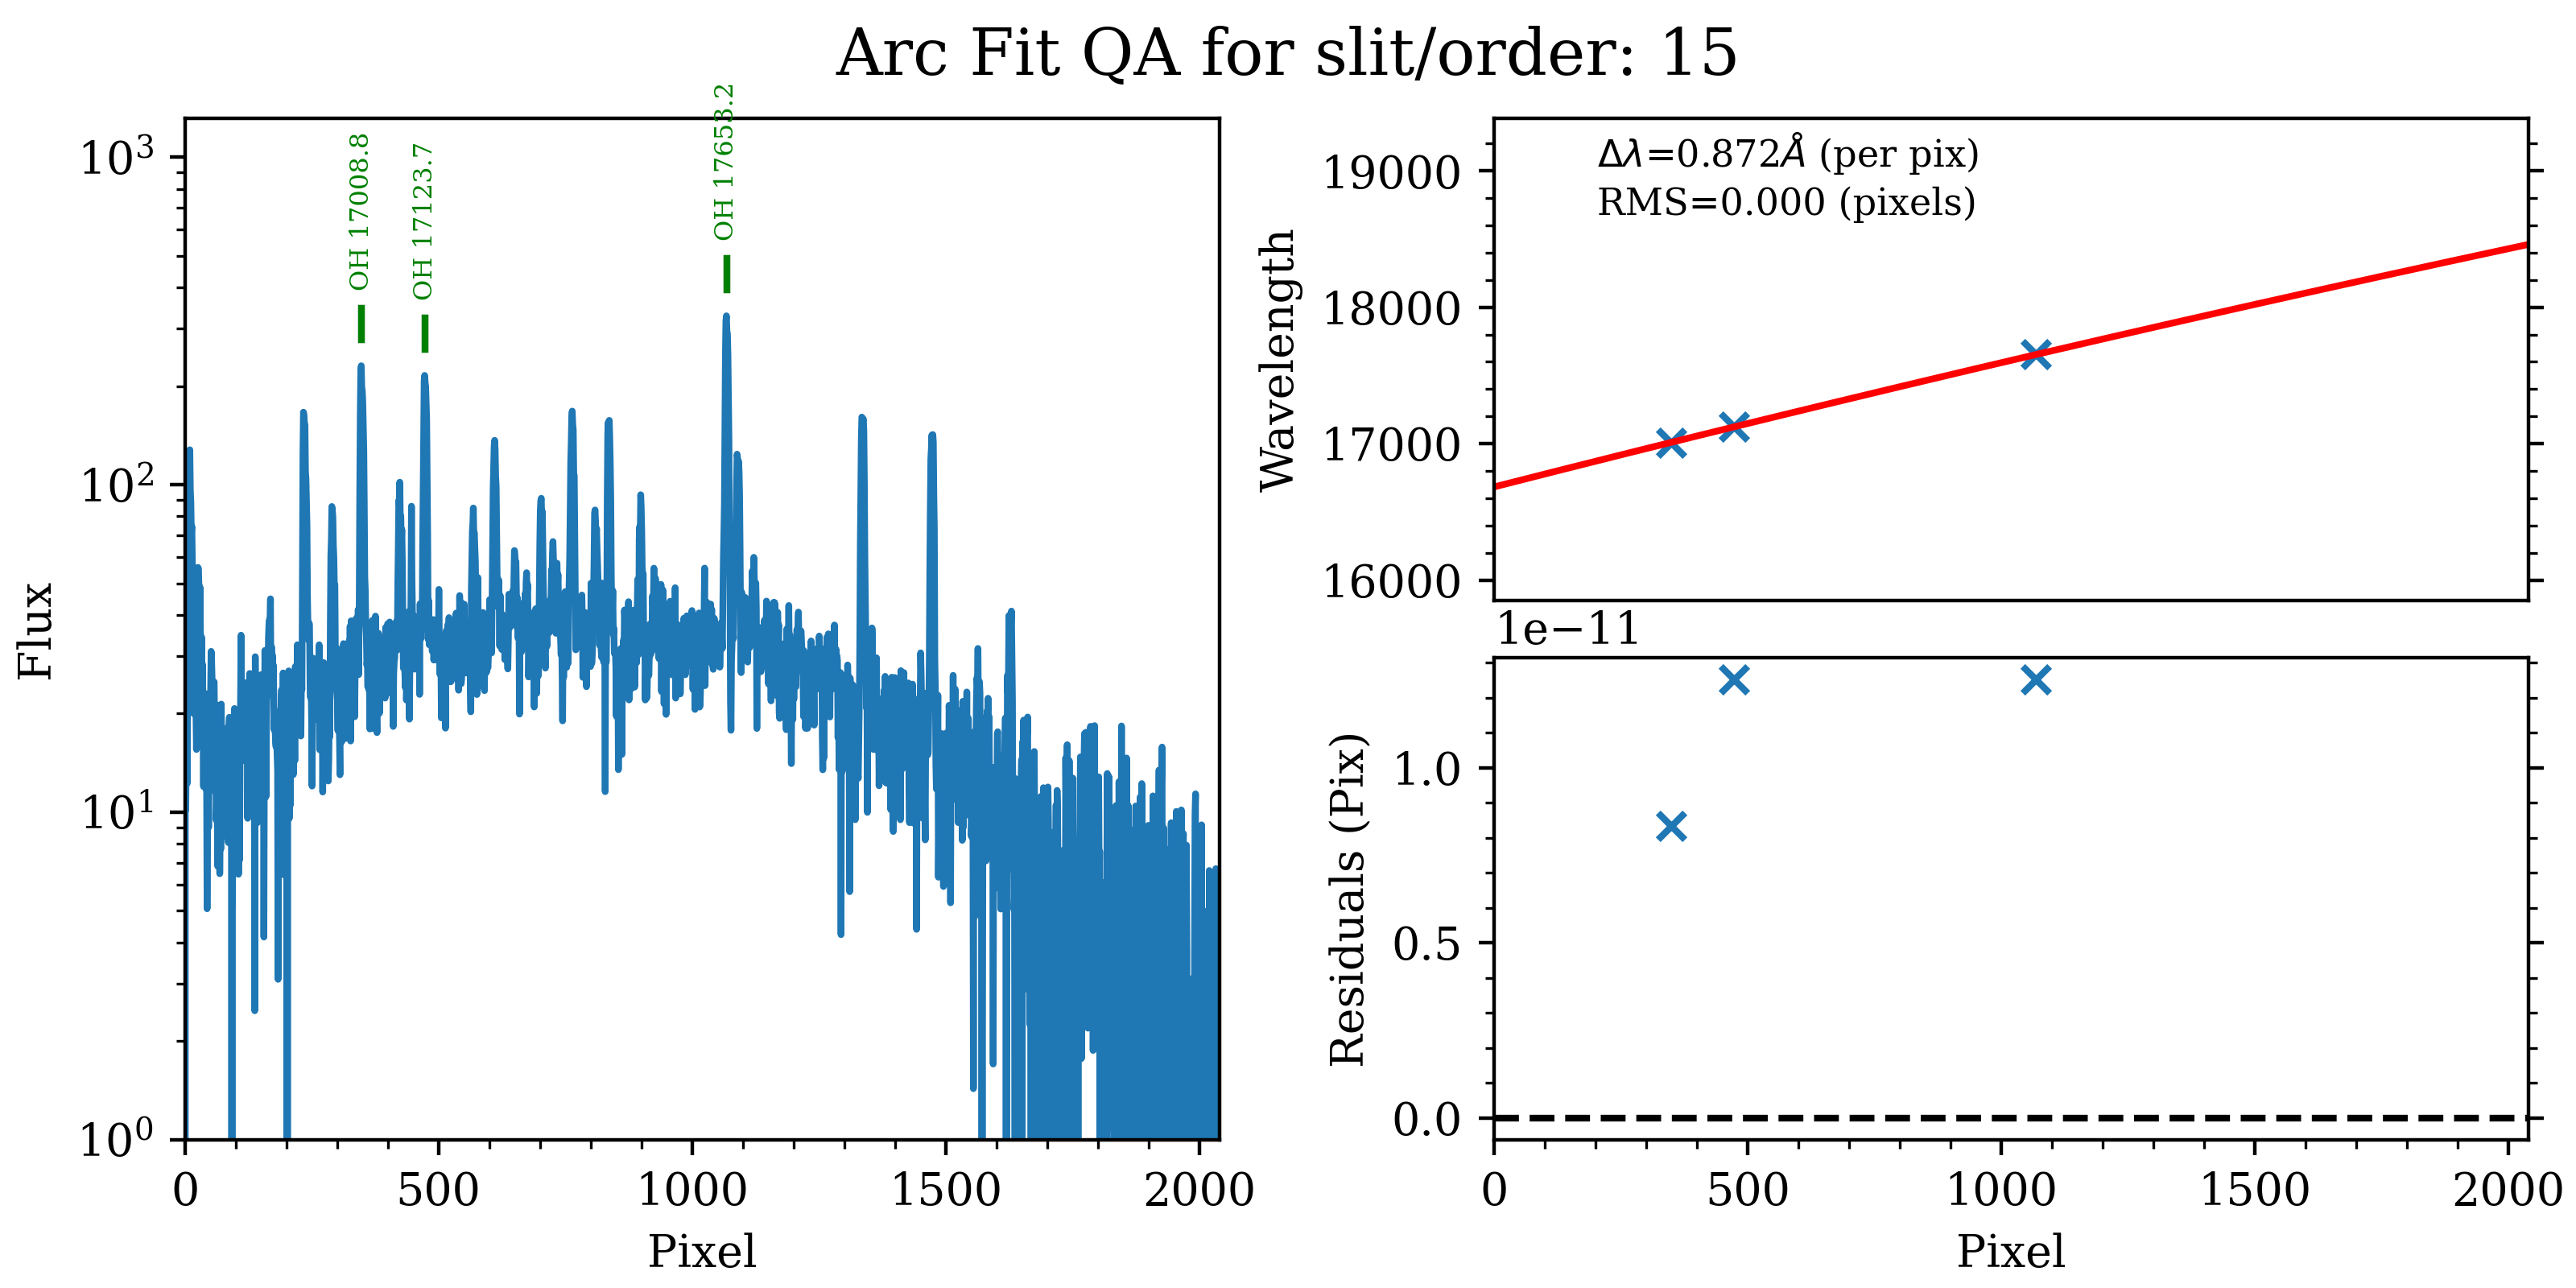 Arc Fit QA for slit/order: 15
OH 17008.8
OH 17123.7
OH 17653.2
10³
10²
10¹
10⁰
Flux
0 500 1000 1500 2000
Pixel
Δλ=0.872Å (per pix)
RMS=0.000 (pixels)
19000
18000
17000
16000
Wavelength
1e−11
1.0
0.5
0.0
Residuals (Pix)
0 500 1000 1500 2000
Pixel